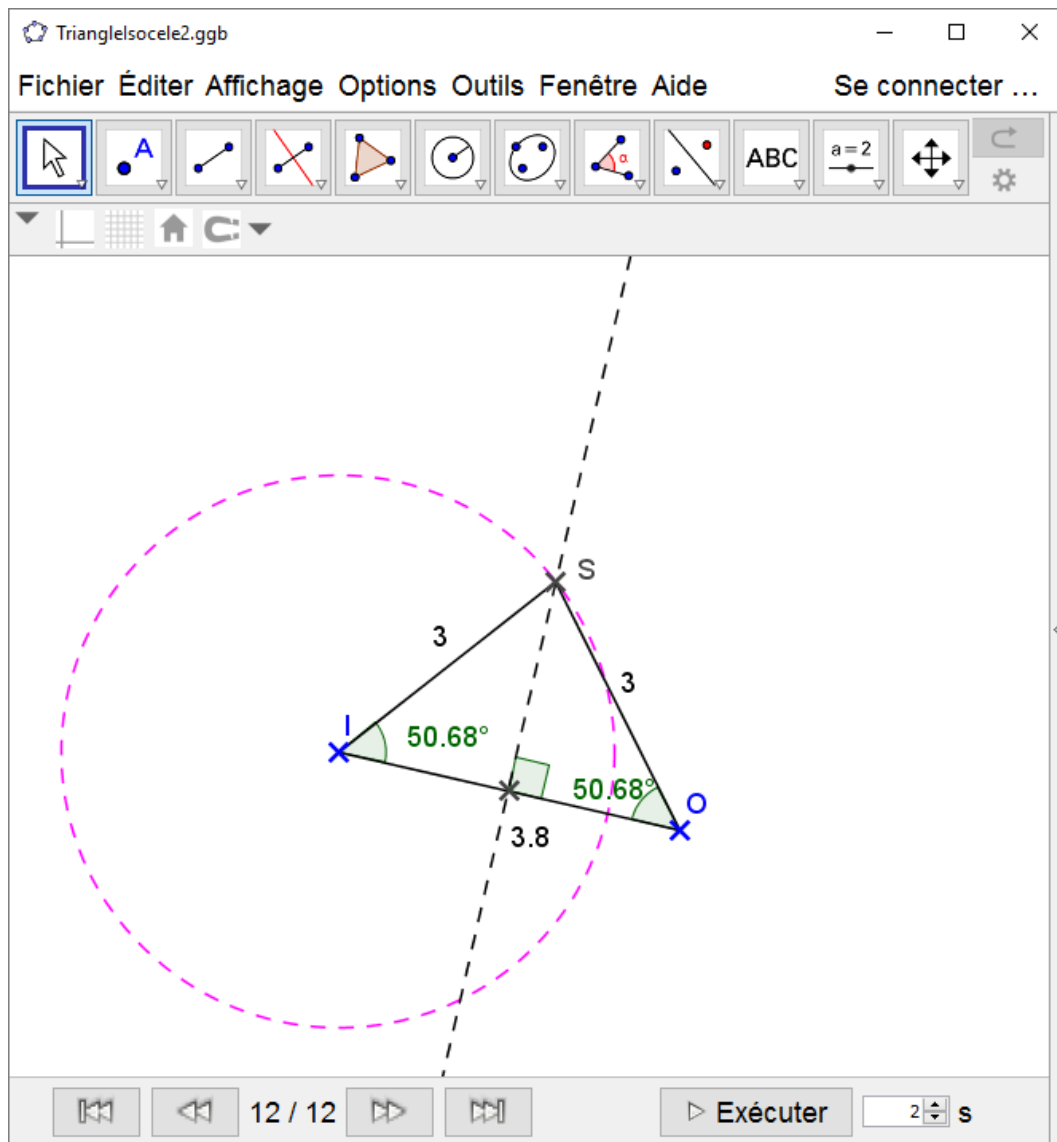 TriangleIsocele2.ggb
Fichier Éditer Affichage Options Outils Fenêtre Aide Se connecter ...
A α ABC a=2
S
3
3
I
50.68°
50.68°
O
3.8
12 / 12 Exécuter 2 s